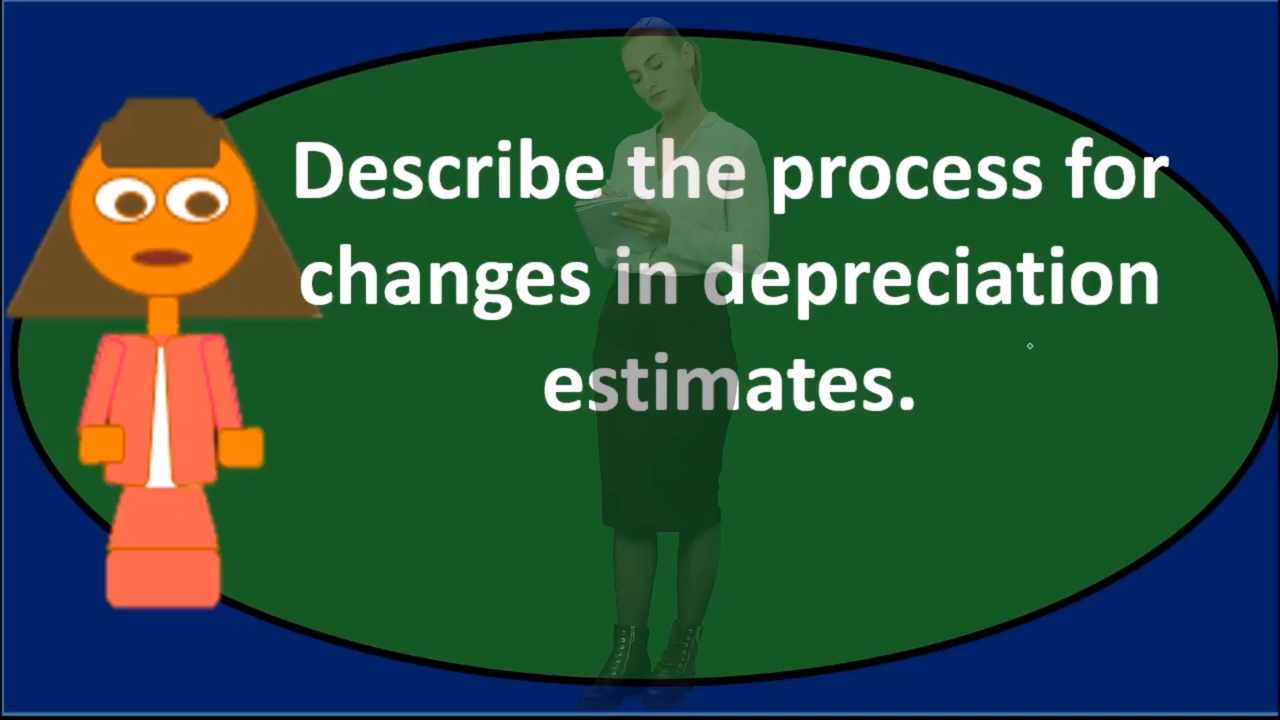 Describe the process for
changes in depreciation
estimates.